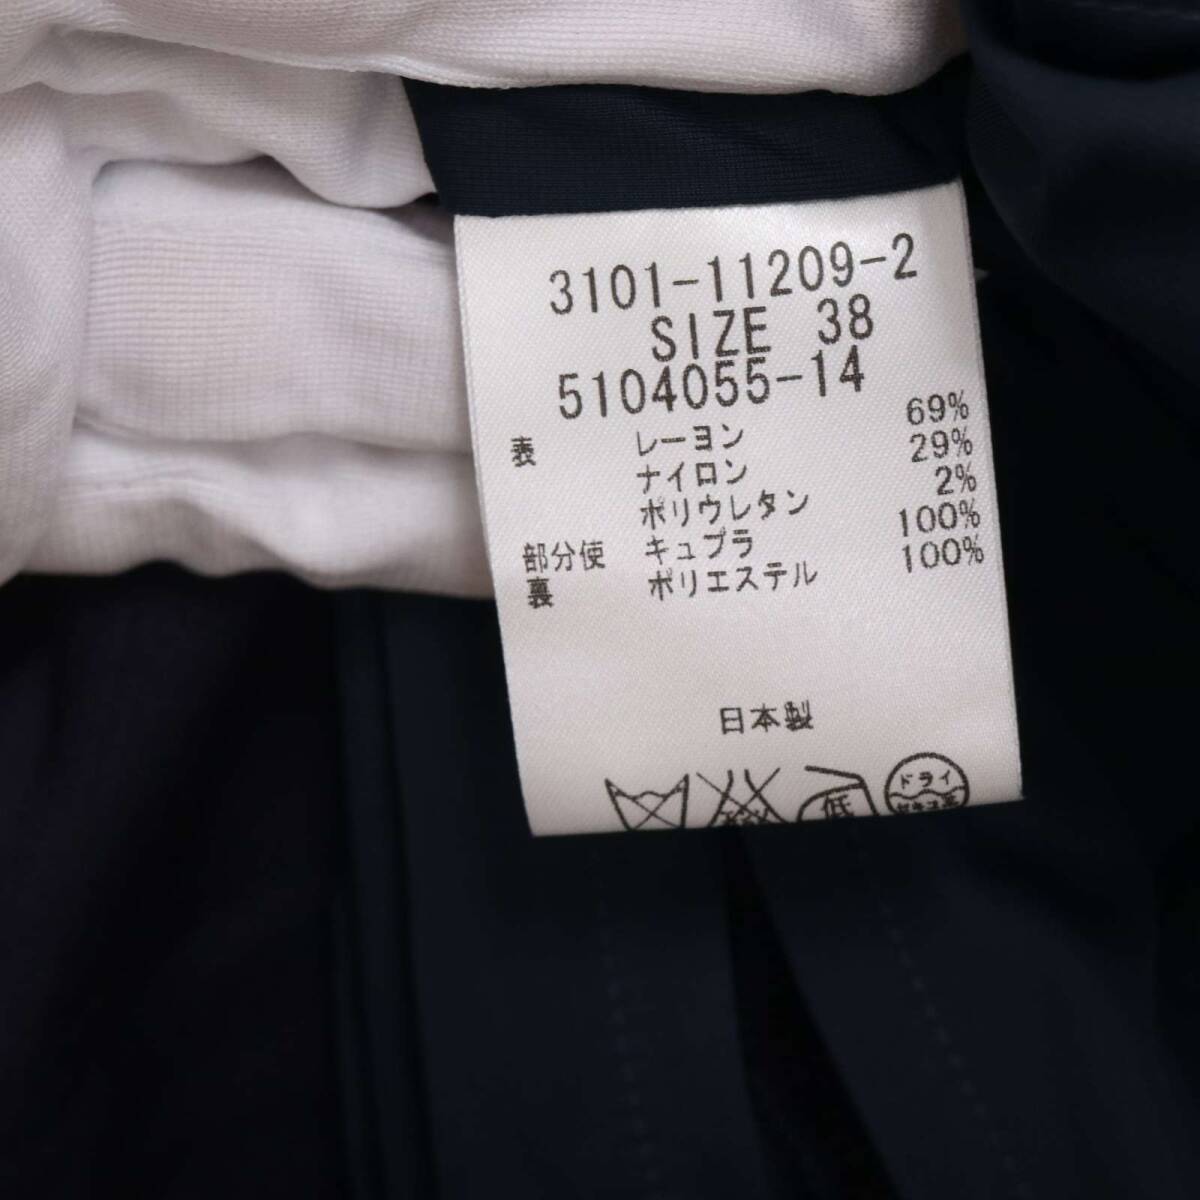 3101-11209-2
SIZE 38
5104055-14
表 レーヨン 69%
ナイロン 29%
ポリウレタン 2%
部分使 キュプラ 100%
裏 ポリエステル 100%
日本製
低
ドライ